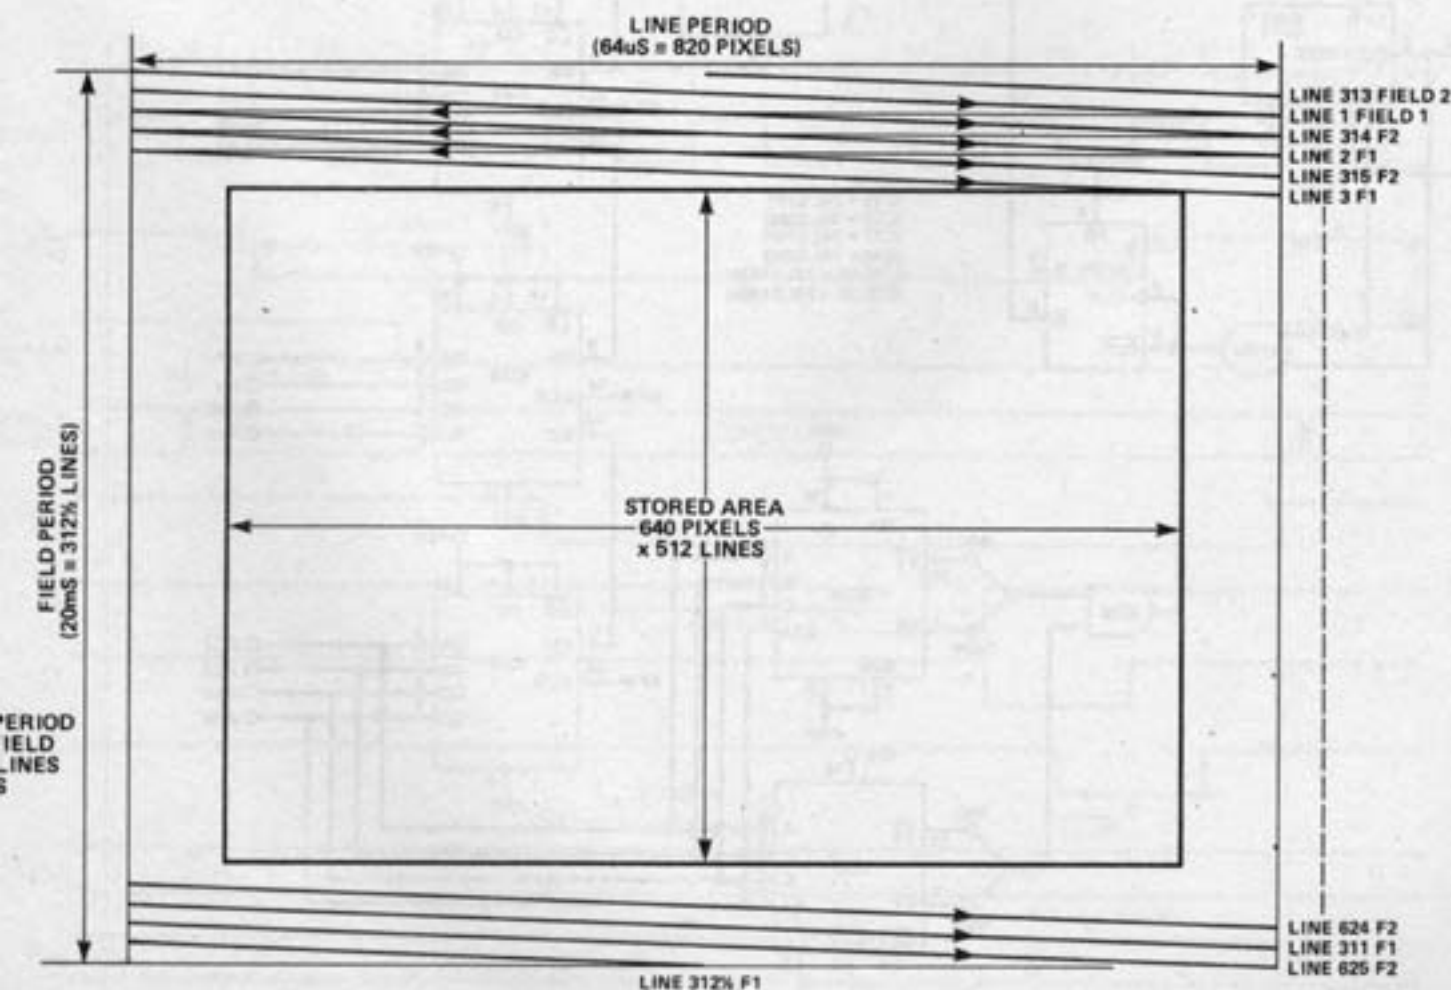 LINE PERIOD
(64uS ≡ 820 PIXELS)
LINE 313 FIELD 2
LINE 1 FIELD 1
LINE 314 F2
LINE 2 F1
LINE 315 F2
LINE 3 F1
FIELD PERIOD
(20mS ≡ 312½ LINES)
STORED AREA
640 PIXELS
x 512 LINES
PERIOD
FIELD
LINES
S
LINE 624 F2
LINE 311 F1
LINE 625 F2
LINE 312½ F1